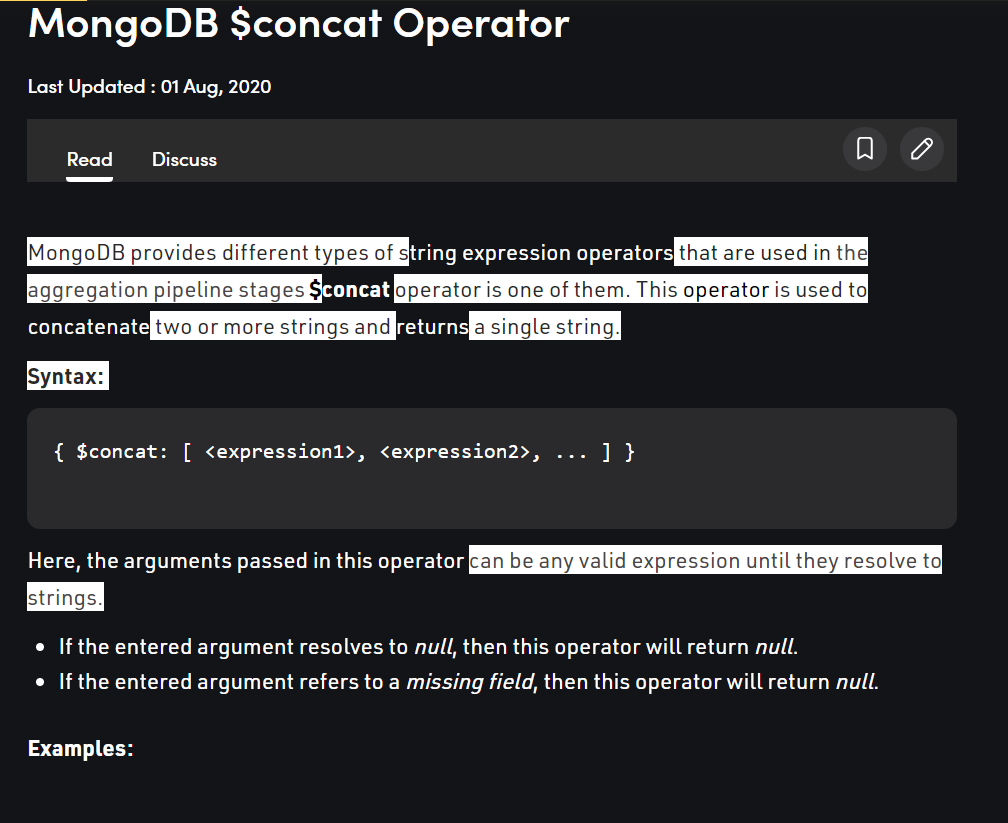 MongoDB $concat Operator
Last Updated : 01 Aug, 2020
Read Discuss
MongoDB provides different types of string expression operators that are used in the
aggregation pipeline stages $concat operator is one of them. This operator is used to
concatenate two or more strings and returns a single string.
Syntax:
{ $concat: [ <expression1>, <expression2>, ... ] }
Here, the arguments passed in this operator can be any valid expression until they resolve to
strings.
• If the entered argument resolves to null, then this operator will return null.
• If the entered argument refers to a missing field, then this operator will return null.
Examples: